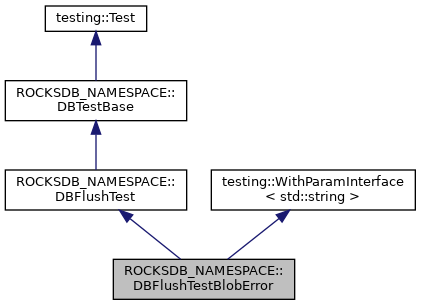 testing::Test
ROCKSDB_NAMESPACE::
DBTestBase
ROCKSDB_NAMESPACE::
DBFlushTest
testing::WithParamInterface
< std::string >
ROCKSDB_NAMESPACE::
DBFlushTestBlobError